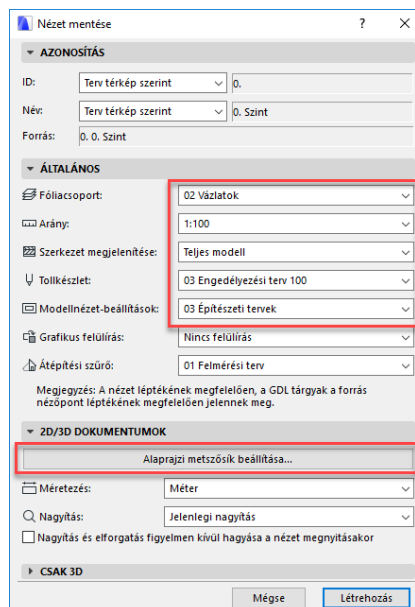 Nézet mentése ? ×
AZONOSÍTÁS
ID: Terv térkép szerint 0.
Név: Terv térkép szerint 0. Szint
Forrás: 0. 0. Szint
ÁLTALÁNOS
Fóliacsoport: 02 Vázlatok
Arány: 1:100
Szerkezet megjelenítése: Teljes modell
Tollkészlet: 03 Engedélyezési terv 100
Modellnézet-beállítások: 03 Építészeti tervek
Grafikus felülírás: Nincs felülírás
Átépítési szűrő: 01 Felmérési terv
Megjegyzés: A nézet léptékének megfelelően, a GDL tárgyak a forrás
nézőpont léptékének megfelelően jelennek meg.
2D/3D DOKUMENTUMOK
Alaprajzi metszősík beállítása...
Méretezés: Méter
Nagyítás: Jelenlegi nagyítás
Nagyítás és elforgatás figyelmen kívül hagyása a nézet megnyitásakor
CSAK 3D
Mégse Létrehozás